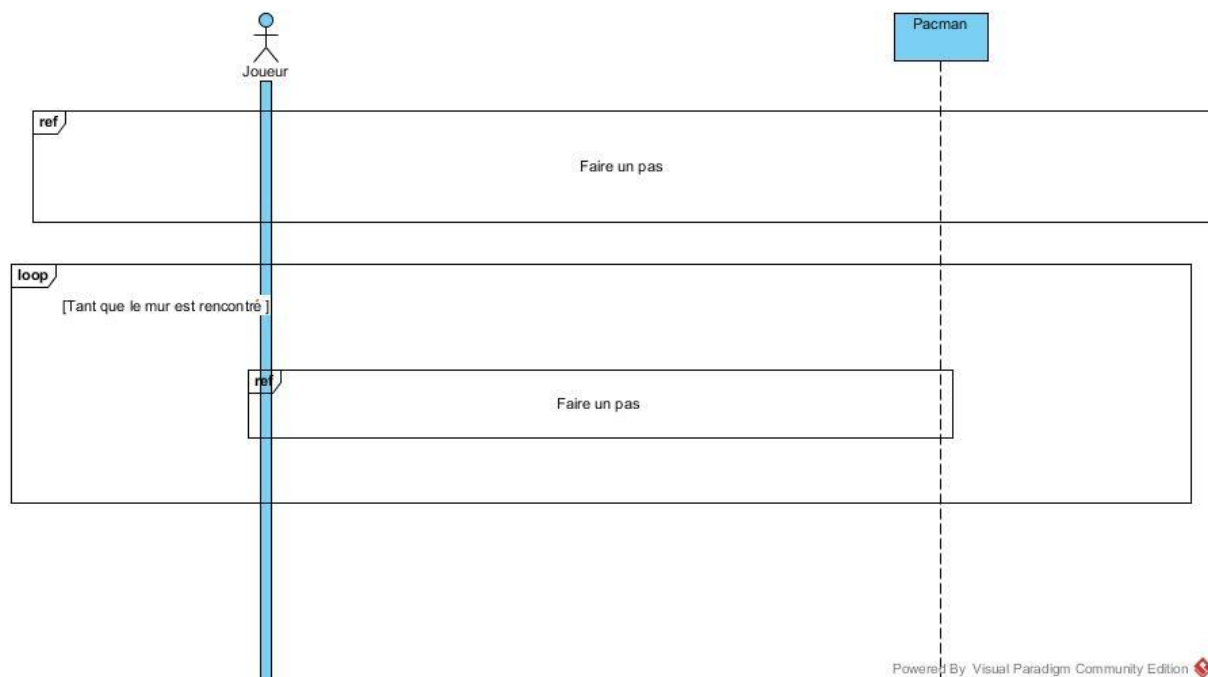 Joueur
Pacman
ref
Faire un pas
loop
[Tant que le mur est rencontré ]
ref
Faire un pas
Powered By Visual Paradigm Community Edition